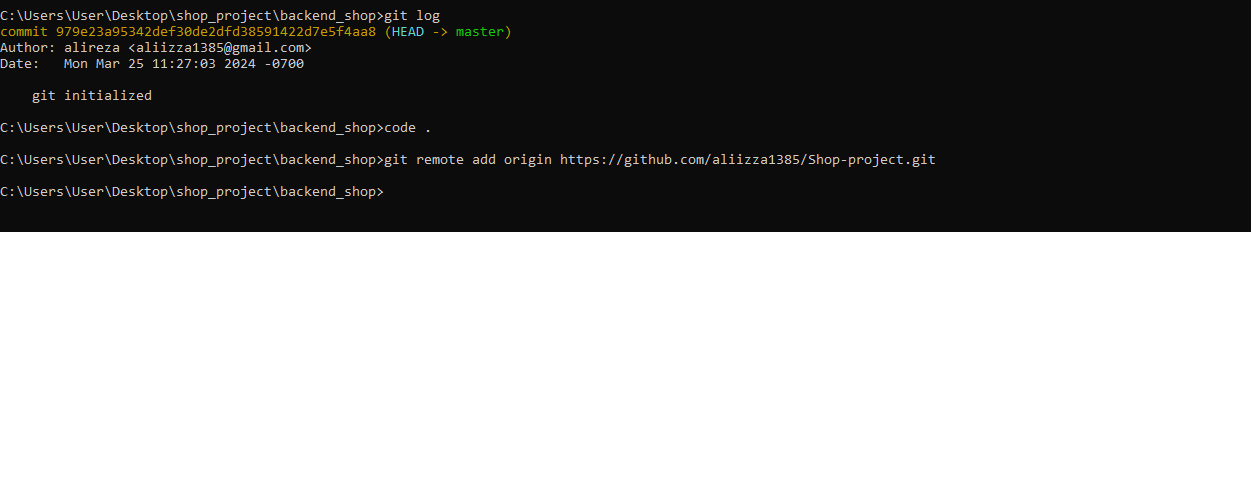 C:\Users\User\Desktop\shop_project\backend_shop>git log
commit 979e23a95342def30de2dfd38591422d7e5f4aa8 (HEAD -> master)
Author: alireza <aliizza1385@gmail.com>
Date:   Mon Mar 25 11:27:03 2024 -0700
    git initialized
C:\Users\User\Desktop\shop_project\backend_shop>code .
C:\Users\User\Desktop\shop_project\backend_shop>git remote add origin https://github.com/aliizza1385/Shop-project.git
C:\Users\User\Desktop\shop_project\backend_shop>